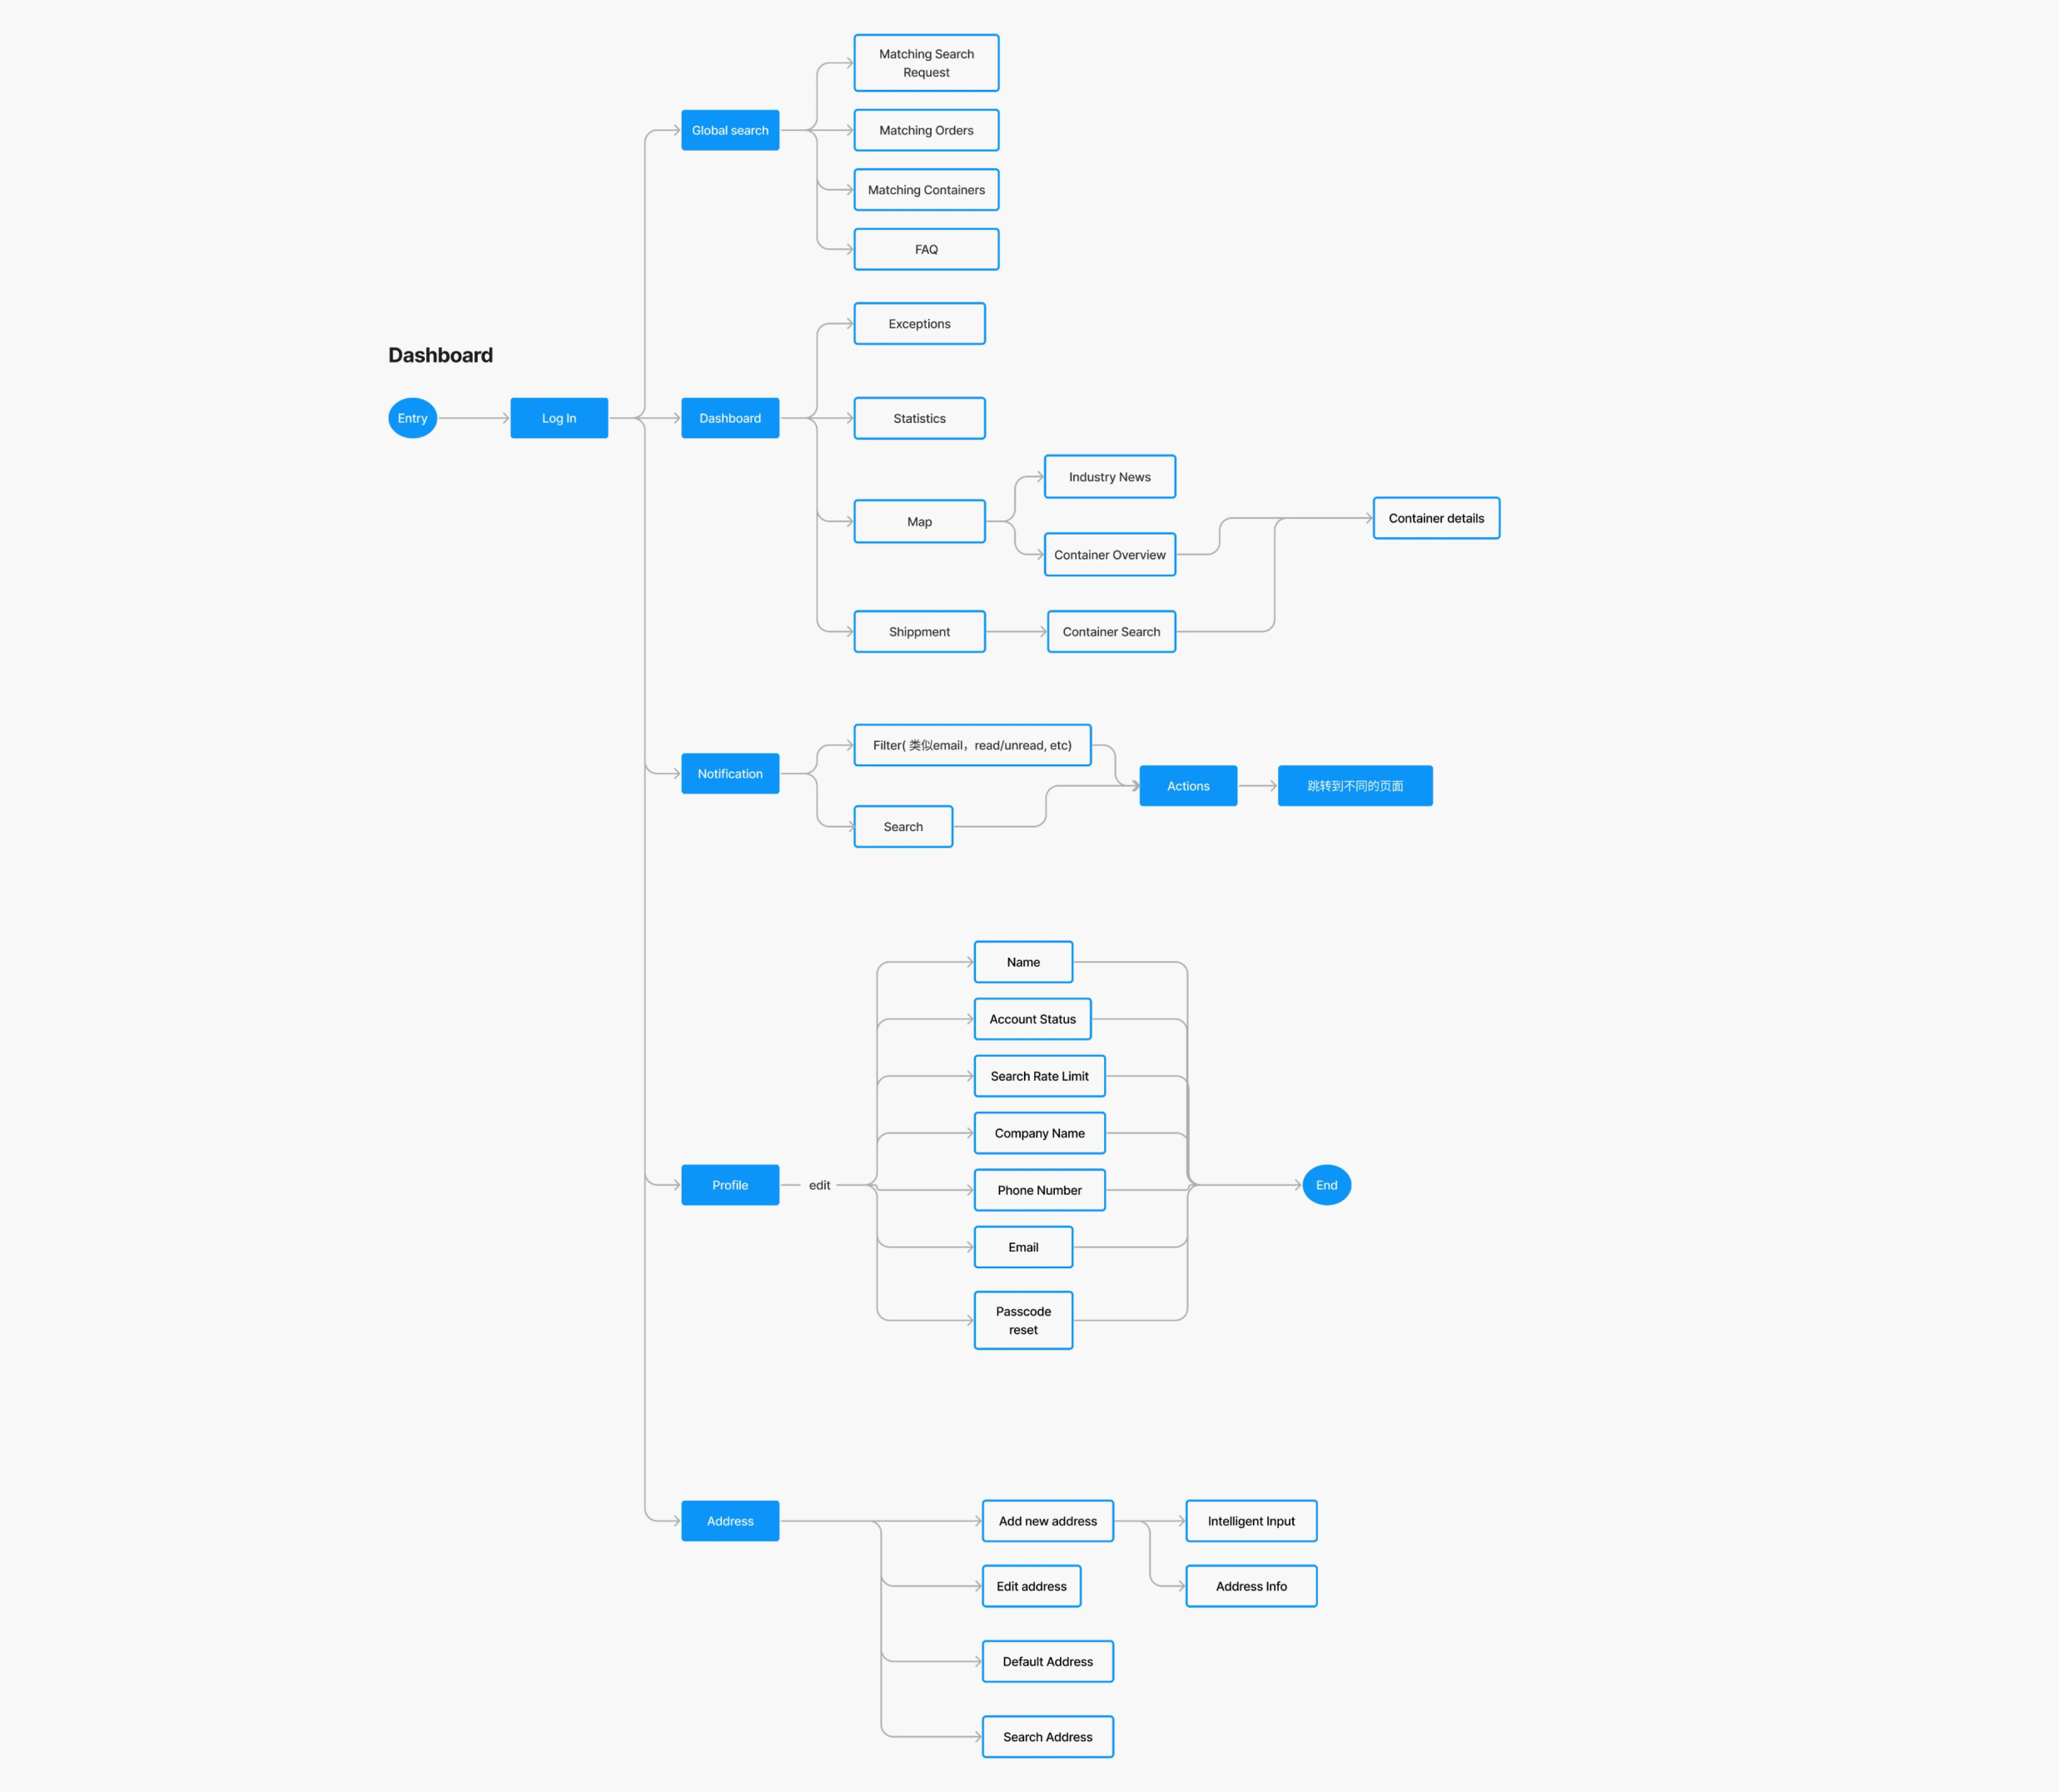 Matching Search
Request
Global search
Matching Orders
Matching Containers
FAQ
Exceptions
Dashboard
Entry
Log In
Dashboard
Statistics
Industry News
Map
Container details
Container Overview
Shippment
Container Search
Filter( 类似email，read/unread, etc)
Notification
Actions
跳转到不同的页面
Search
Name
Account Status
Search Rate Limit
Company Name
Profile
edit
Phone Number
End
Email
Passcode
reset
Address
Add new address
Intelligent Input
Edit address
Address Info
Default Address
Search Address